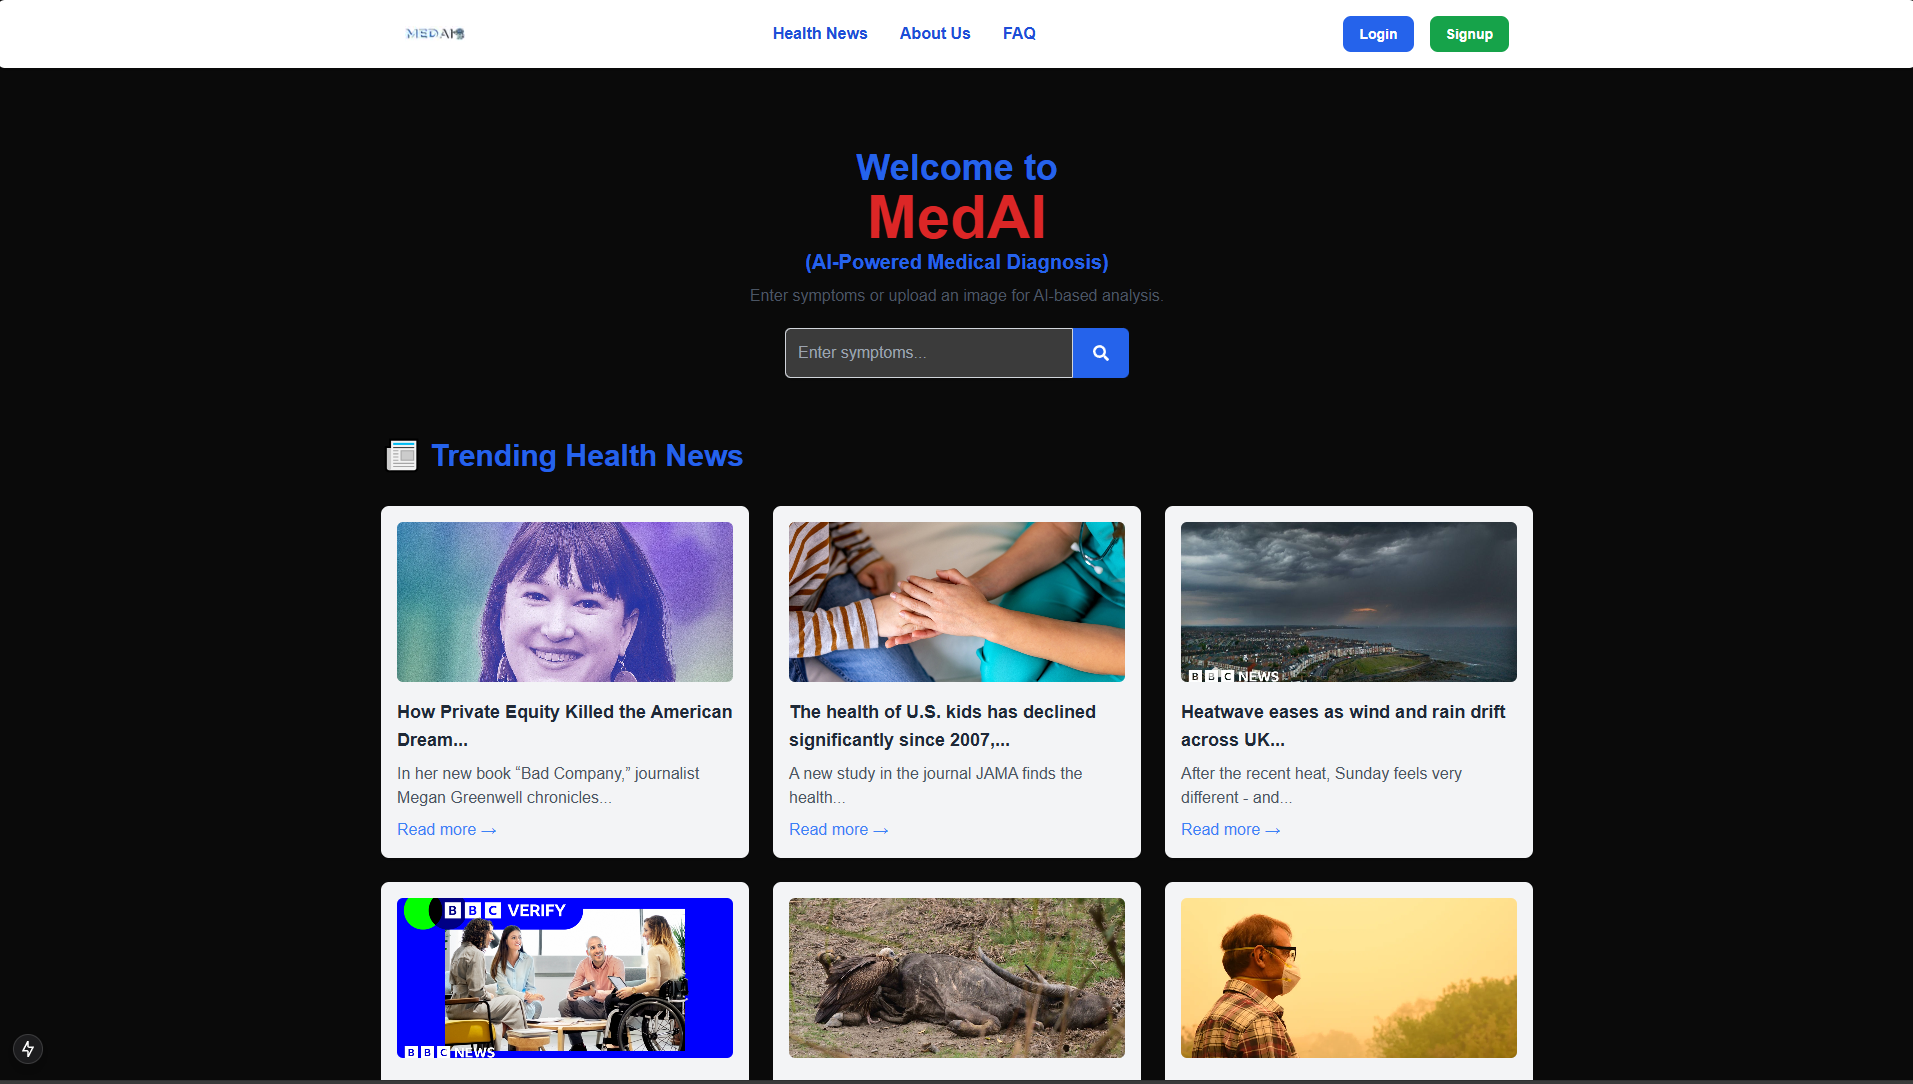 MEDAI
Health News
About Us
FAQ
Login
Signup
Welcome to
MedAI
(AI-Powered Medical Diagnosis)
Enter symptoms or upload an image for AI-based analysis.
Enter symptoms...
Trending Health News
How Private Equity Killed the American
Dream...
In her new book “Bad Company,” journalist
Megan Greenwell chronicles...
Read more →
The health of U.S. kids has declined
significantly since 2007,...
A new study in the journal JAMA finds the
health...
Read more →
BBC NEWS
Heatwave eases as wind and rain drift
across UK...
After the recent heat, Sunday feels very
different - and...
Read more →
BBC VERIFY
BBC NEWS